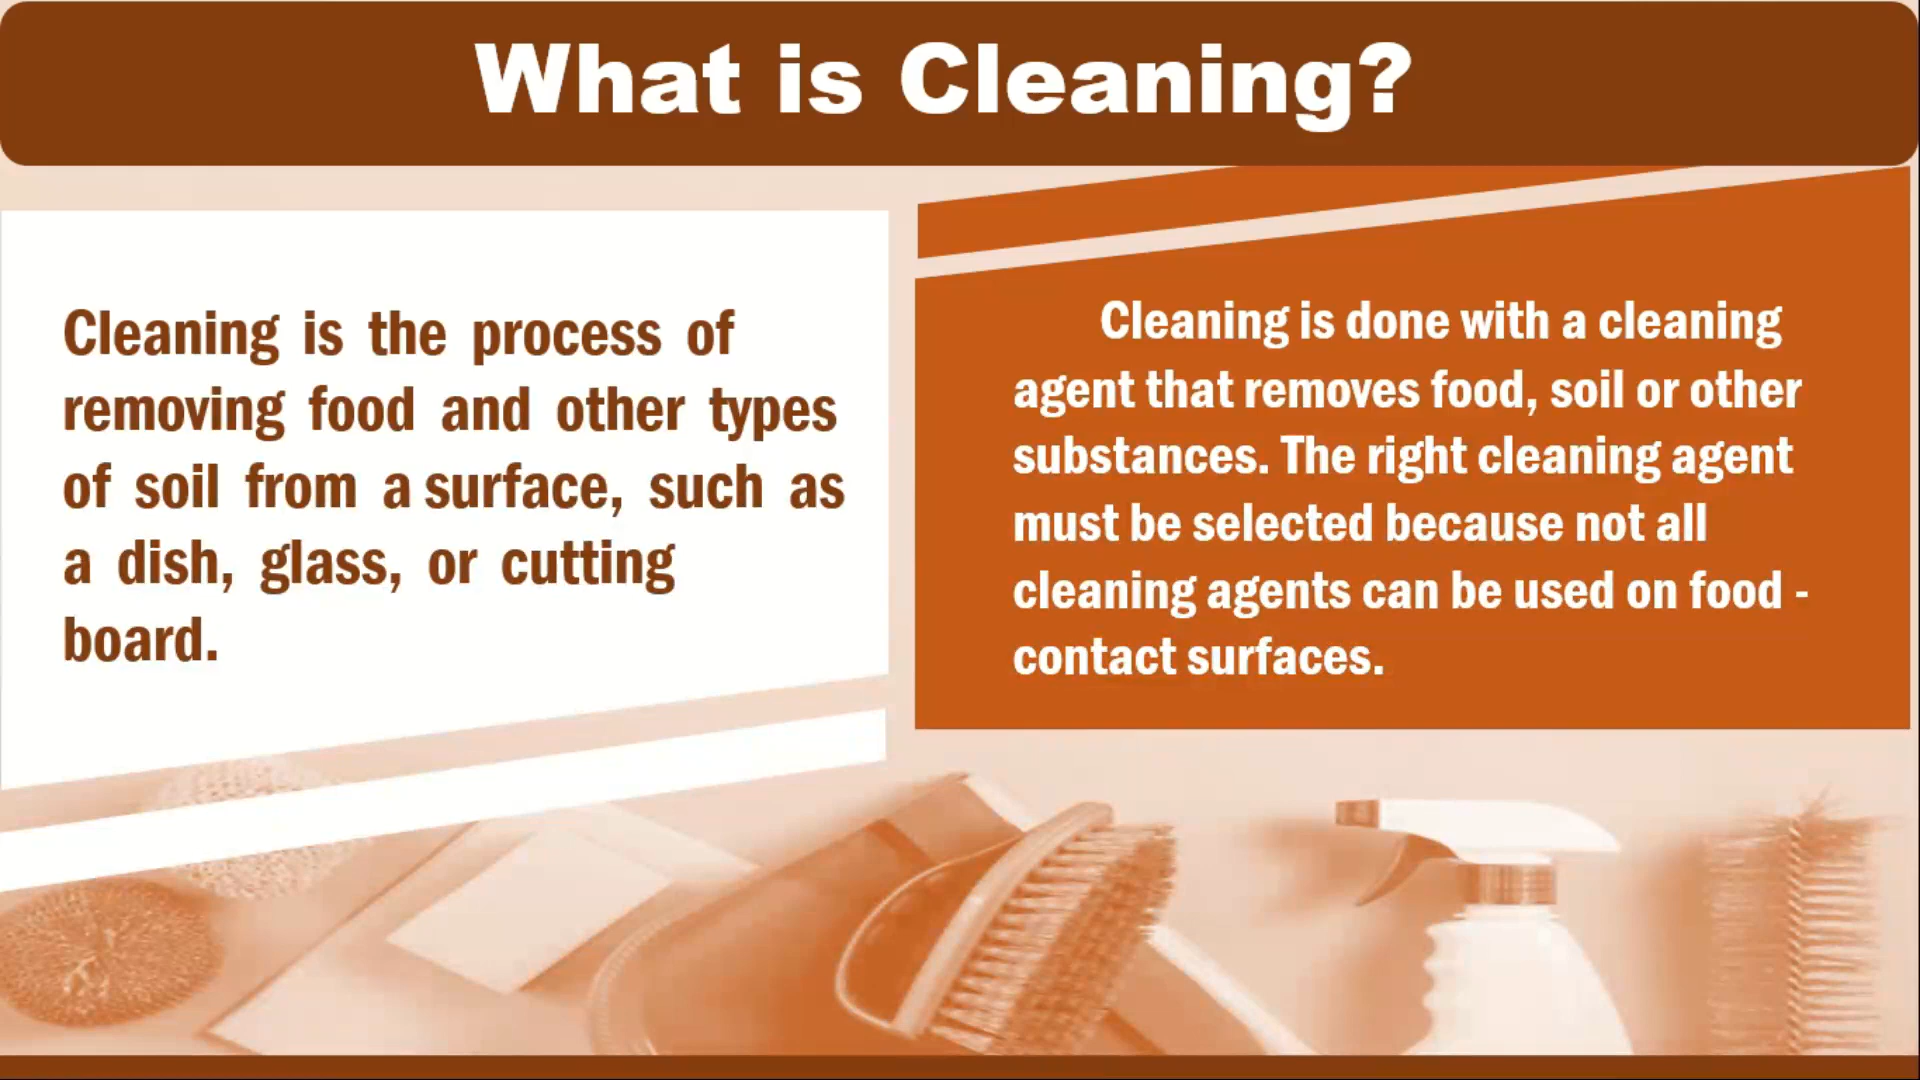 What is Cleaning?
Cleaning is the process of
removing food and other types
of soil from a surface, such as
a dish, glass, or cutting
board.
Cleaning is done with a cleaning
agent that removes food, soil or other
substances. The right cleaning agent
must be selected because not all
cleaning agents can be used on food -
contact surfaces.